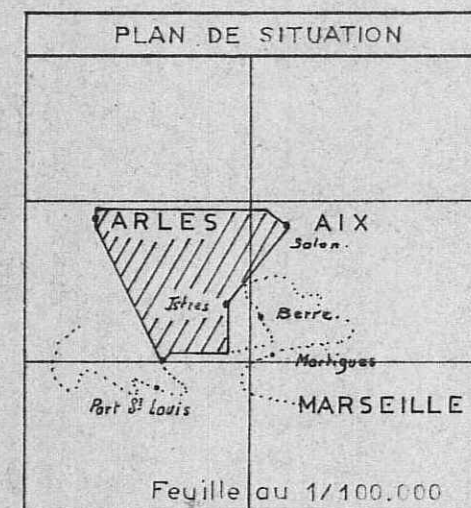 PLAN DE SITUATION
ARLES AIX
Salon.
Istres
Berre.
Martigues
Port St Louis
MARSEILLE
Feuille au 1/100.000